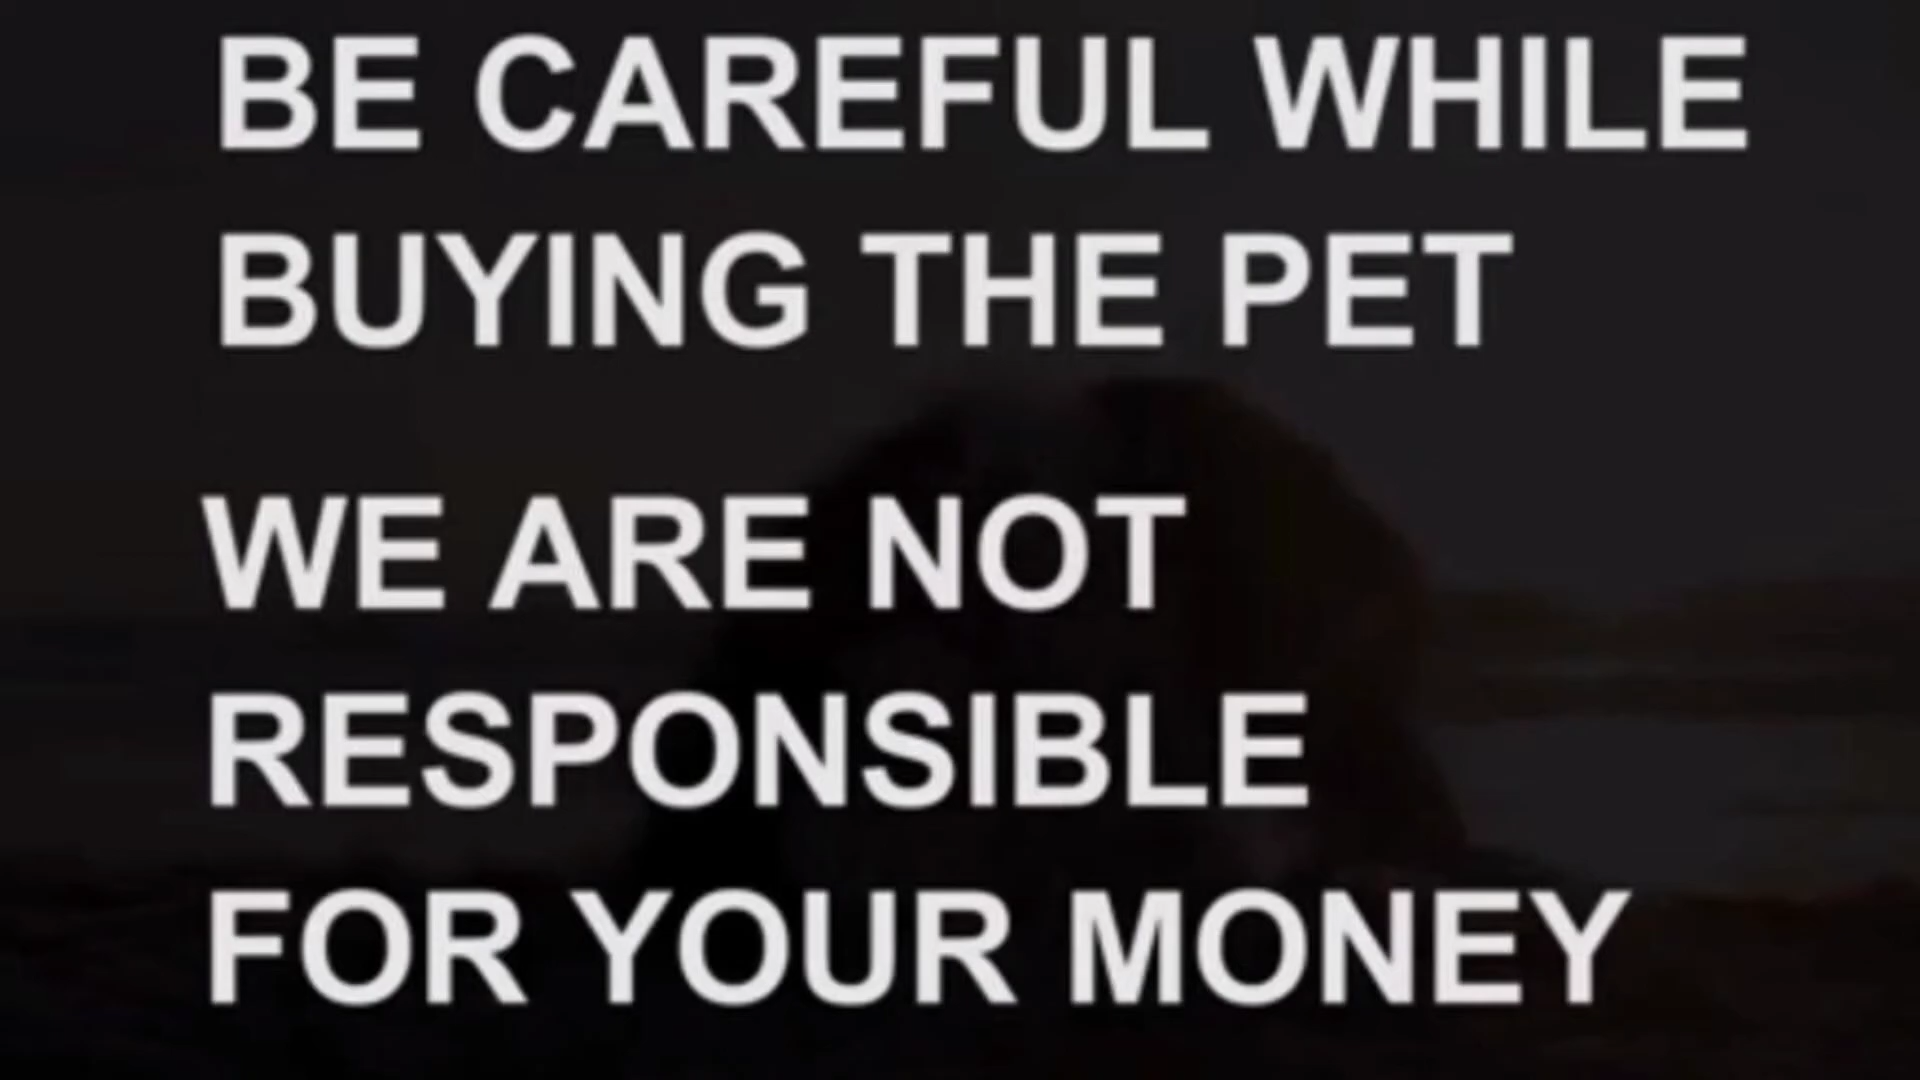 BE CAREFUL WHILE
BUYING THE PET
WE ARE NOT
RESPONSIBLE
FOR YOUR MONEY